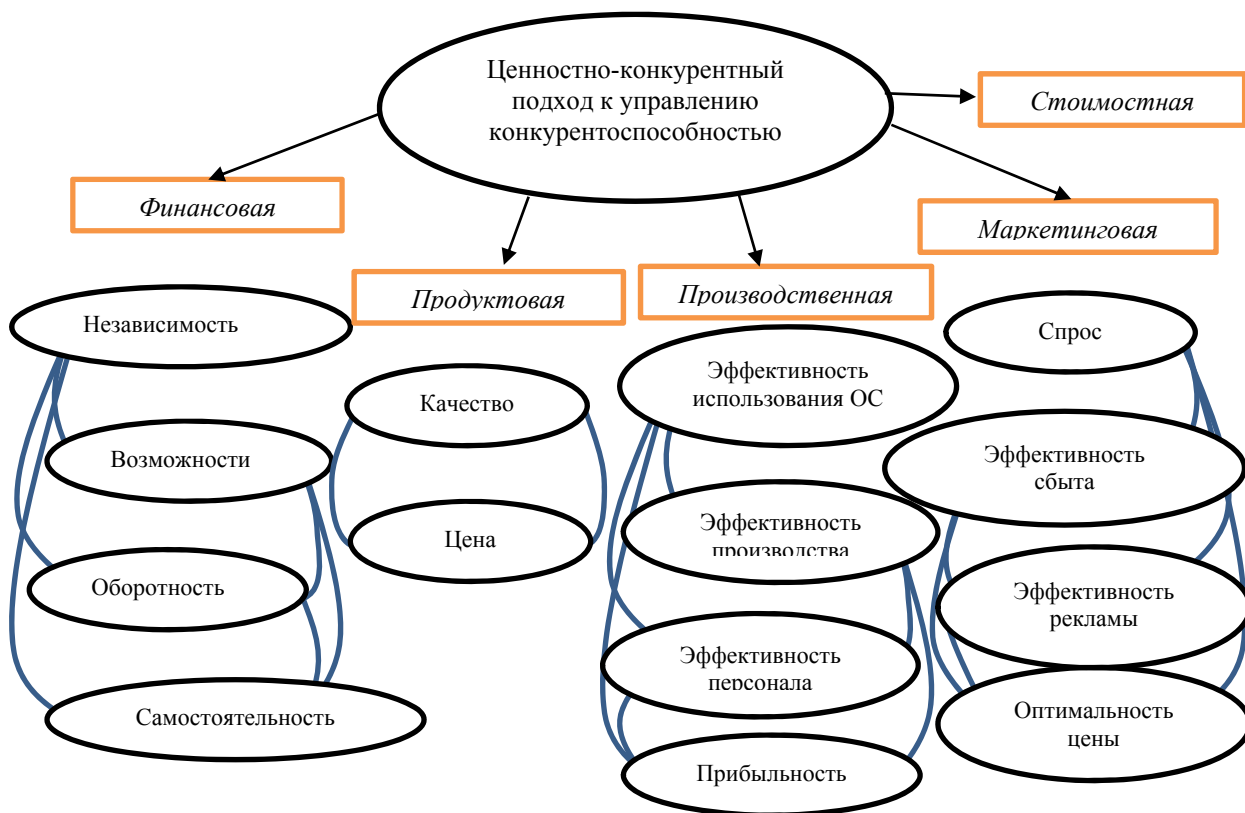 Ценностно-конкурентный
подход к управлению
конкурентоспособностью
Стоимостная
Финансовая
Маркетинговая
Продуктовая
Производственная
Независимость
Возможности
Оборотность
Самостоятельность
Качество
Цена
Эффективность
использования ОС
Эффективность
производства
Эффективность
персонала
Прибыльность
Спрос
Эффективность
сбыта
Эффективность
рекламы
Оптимальность
цены